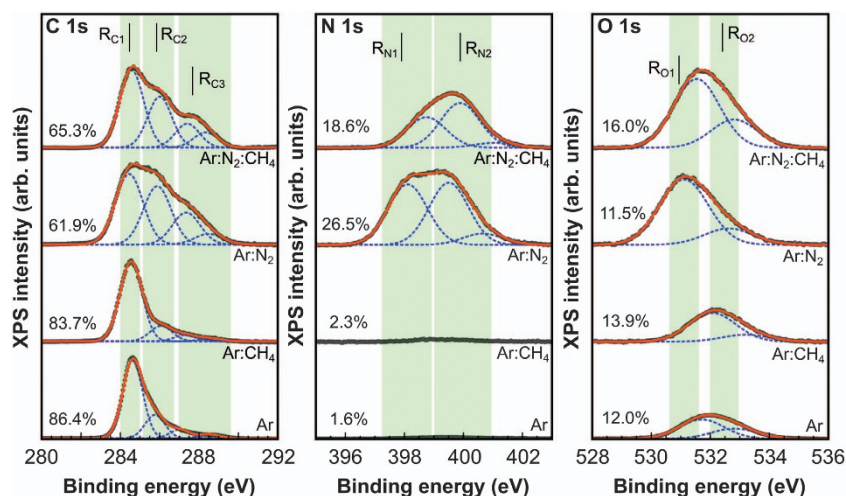 C 1s
R_C1
R_C2
R_C3
65.3%
Ar:N₂:CH₄
61.9%
Ar:N₂
83.7%
Ar:CH₄
86.4%
Ar
280 284 288 292
Binding energy (eV)
XPS intensity (arb. units)
N 1s
R_N1
R_N2
18.6%
Ar:N₂:CH₄
26.5%
Ar:N₂
2.3%
Ar:CH₄
1.6%
Ar
396 398 400 402
Binding energy (eV)
XPS intensity (arb. units)
O 1s
R_O2
R_O1
16.0%
Ar:N₂:CH₄
11.5%
Ar:N₂
13.9%
Ar:CH₄
12.0%
Ar
528 530 532 534 536
Binding energy (eV)
XPS intensity (arb. units)